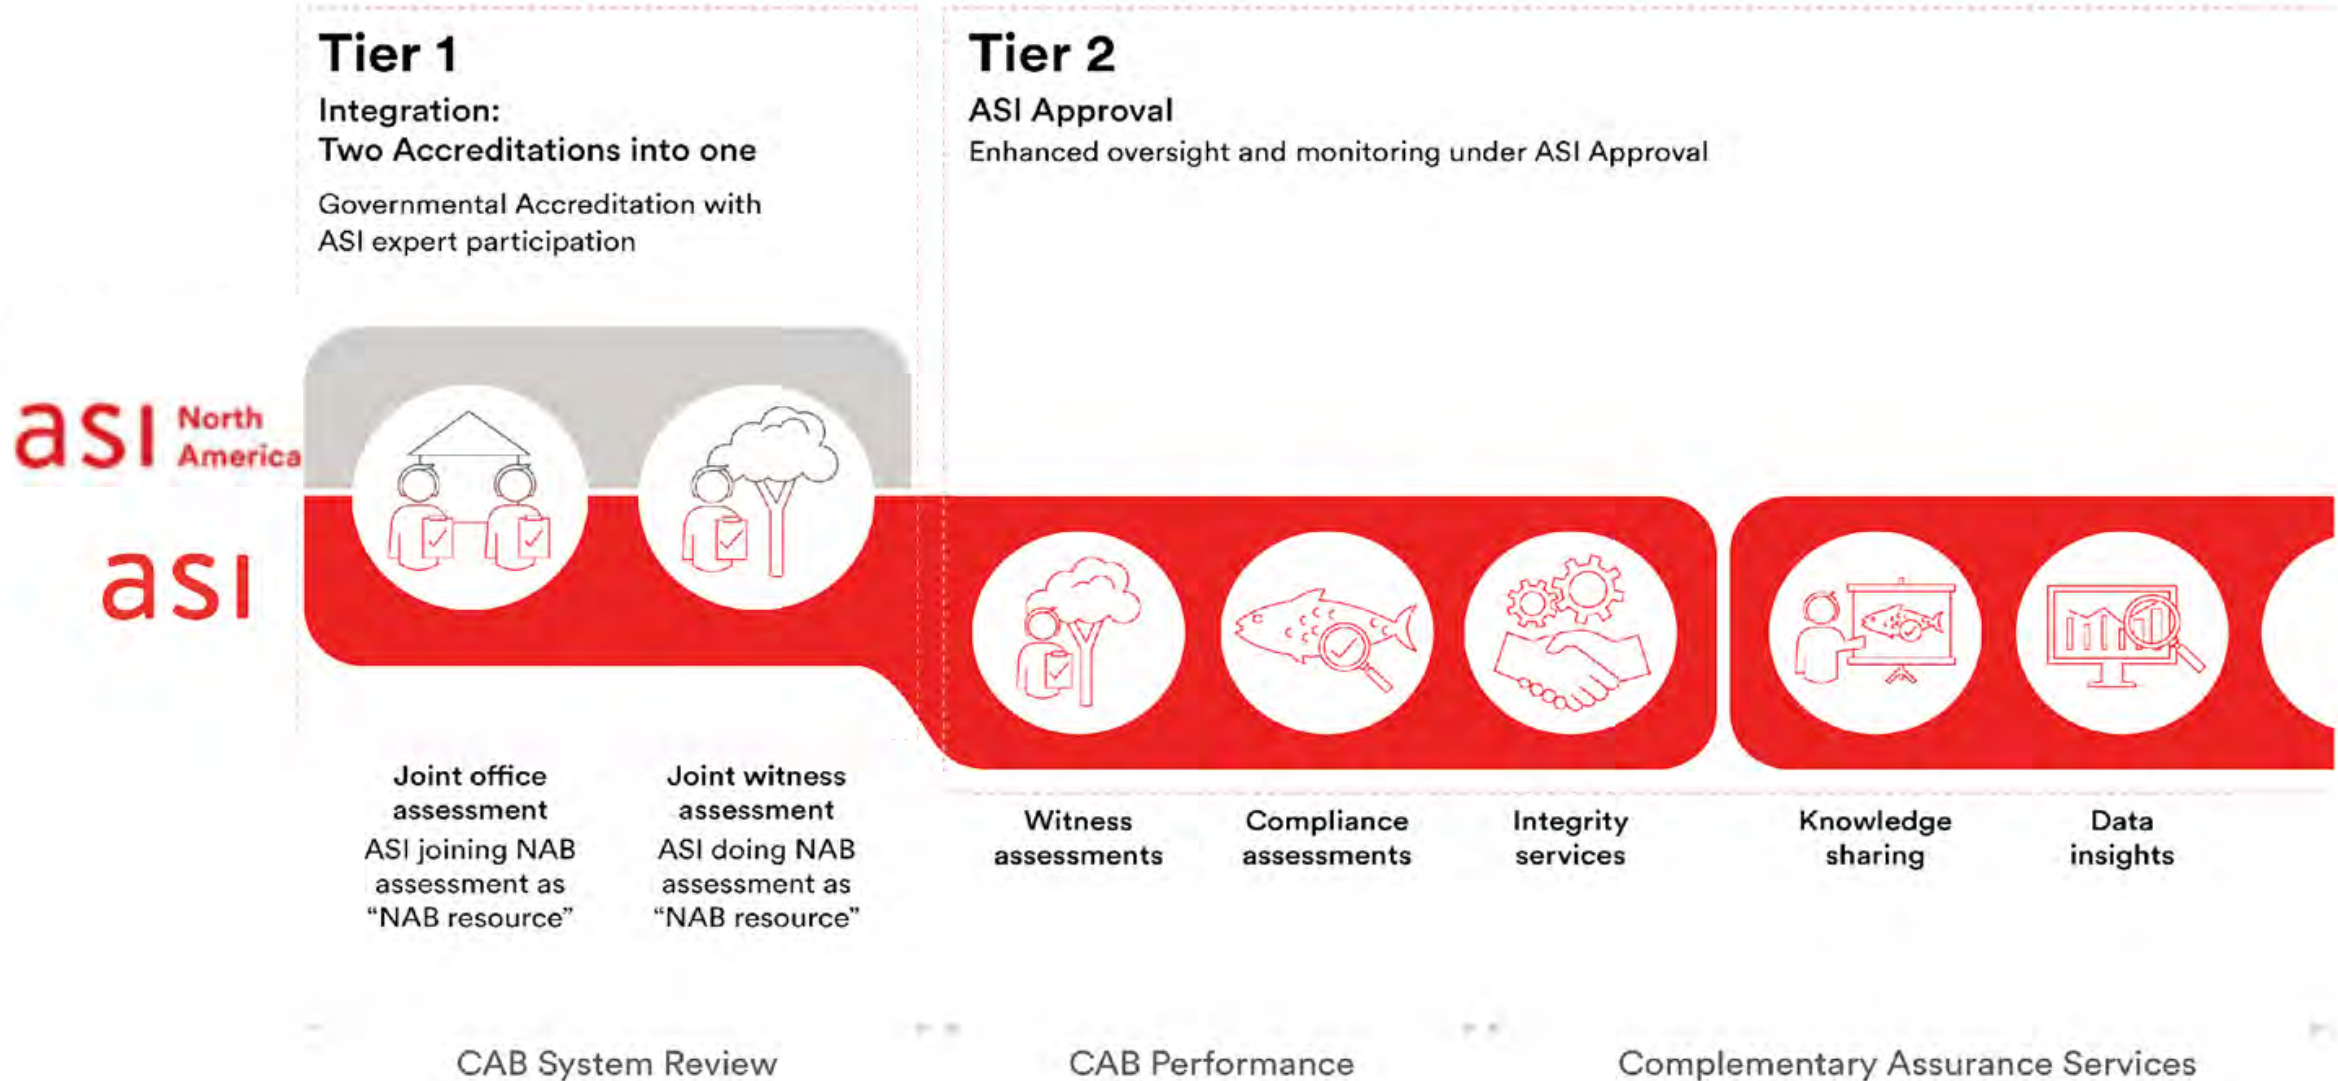 Tier 1
Integration:
Two Accreditations into one
Governmental Accreditation with
ASI expert participation
Tier 2
ASI Approval
Enhanced oversight and monitoring under ASI Approval
asi North
America
asi
Joint office
assessment
ASI joining NAB
assessment as
“NAB resource”
Joint witness
assessment
ASI doing NAB
assessment as
“NAB resource”
Witness
assessments
Compliance
assessments
Integrity
services
Knowledge
sharing
Data
insights
CAB System Review
CAB Performance
Complementary Assurance Services